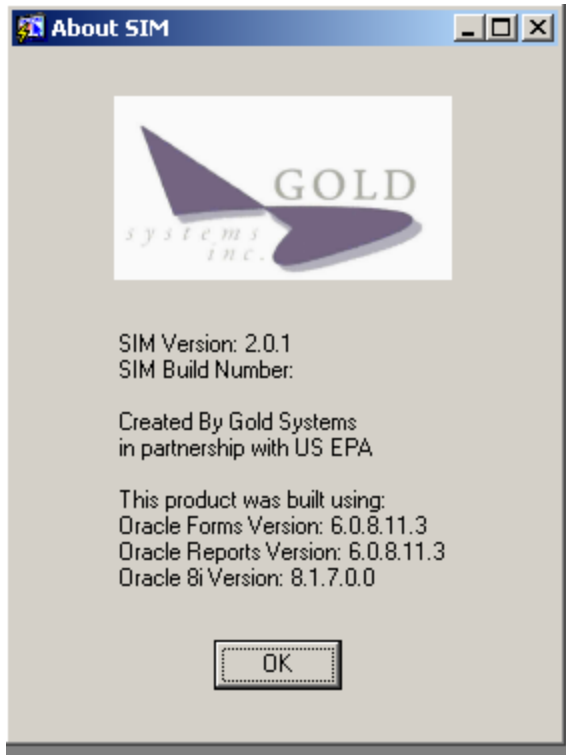 About SIM
GOLD
systems
inc.
SIM Version: 2.0.1
SIM Build Number:
Created By Gold Systems
in partnership with US EPA
This product was built using:
Oracle Forms Version: 6.0.8.11.3
Oracle Reports Version: 6.0.8.11.3
Oracle 8i Version: 8.1.7.0.0
OK